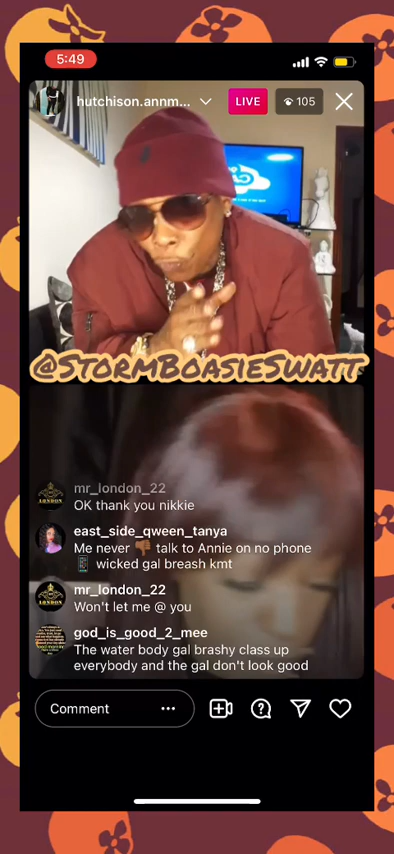 5:49
hutchison.annm...
LIVE
105
@StormBoasieSwatt
mr_london_22
OK thank you nikkie
east_side_qween_tanya
Me never 👎🏾 talk to Annie on no phone
📱 wicked gal breash kmt
mr_london_22
Won't let me @ you
god_is_good_2_mee
The water body gal brashy class up
everybody and the gal don't look good
Comment